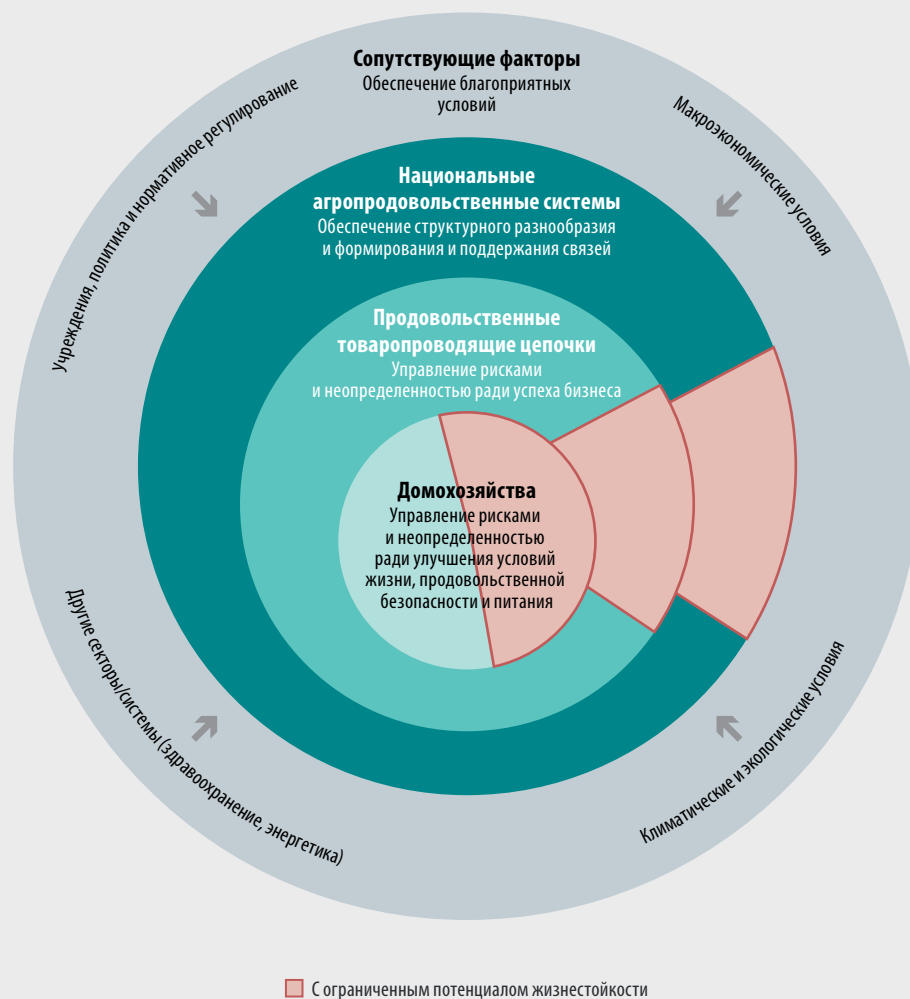 Сопутствующие факторы
Обеспечение благоприятных
условий
Учреждения, политика и нормативное регулирование
Макроэкономические условия
Национальные
агропродовольственные системы
Обеспечение структурного разнообразия
и формирования и поддержания связей
Продовольственные
товаропроводящие цепочки
Управление рисками
и неопределенностью ради успеха бизнеса
Домохозяйства
Управление рисками
и неопределенностью
ради улучшения условий
жизни, продовольственной
безопасности и питания
Другие секторы/системы (здравоохранение, энергетика)
Климатические и экологические условия
С ограниченным потенциалом жизнестойкости